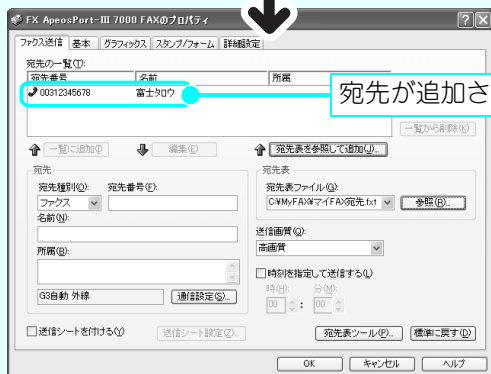 FX ApeosPort-III 7000 FAXのプロパティ
ファクス送信 基本 グラフィックス スタンプ/フォーム 詳細設定
宛先の一覧(T):
宛先番号 名前 所属
00312345678 富士タロウ
宛先が追加さ
一覧から削除(X)
一覧に追加(I) 編集(E) 宛先表を参照して追加(J)...
宛先 宛先表
宛先種別(O): 宛先番号(F): 宛先表ファイル(G):
ファクス C:¥MyFAX¥マイFAX宛先.fxt 参照(R)...
名前(N):
送信画質(Q):
所属(B): 高画質
時刻を指定して送信する(L)
時(H): 分(M):
G3自動 外線 通信設定(S)... 00 : 00
送信シートを付ける(Y) 送信シート設定(Z)... 宛先表ツール(P)... 標準に戻す(D)
OK キャンセル ヘルプ